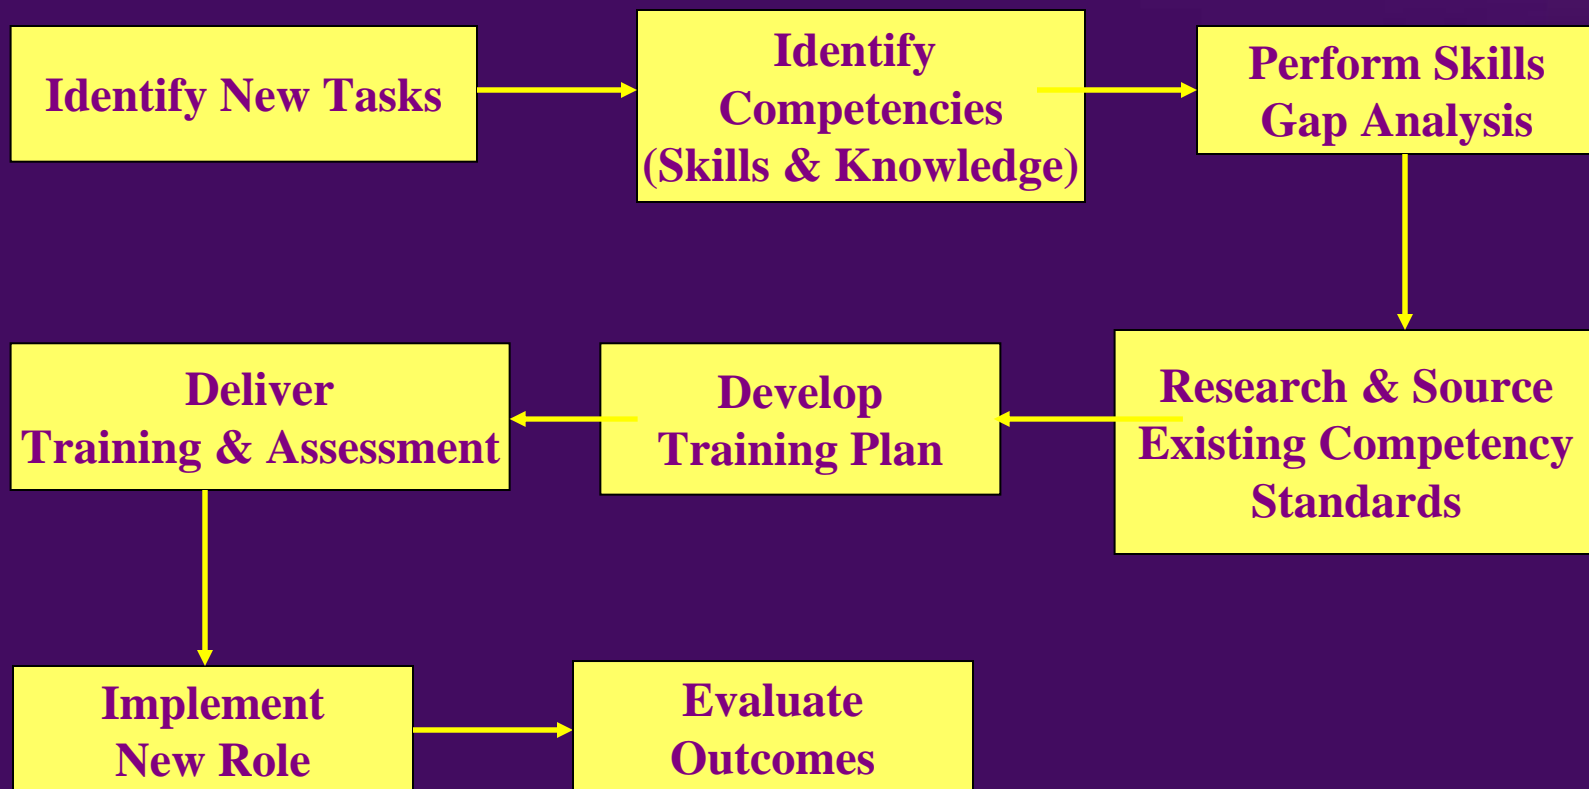 Identify New Tasks
Identify
Competencies
(Skills & Knowledge)
Perform Skills
Gap Analysis
Research & Source
Existing Competency
Standards
Develop
Training Plan
Deliver
Training & Assessment
Implement
New Role
Evaluate
Outcomes